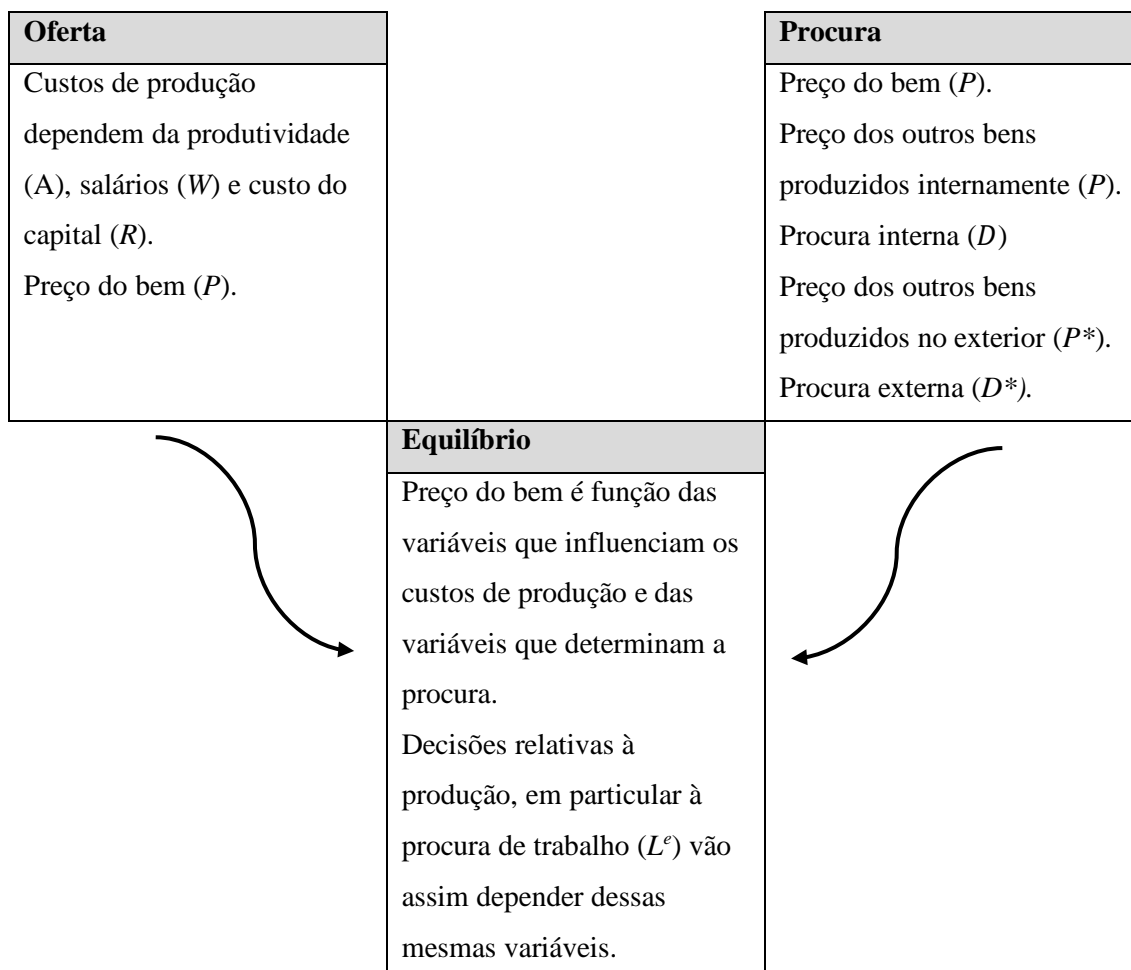 Oferta
Custos de produção
dependem da produtividade
(A), salários (W) e custo do
capital (R).
Preço do bem (P).
Procura
Preço do bem (P).
Preço dos outros bens
produzidos internamente (P).
Procura interna (D)
Preço dos outros bens
produzidos no exterior (P*).
Procura externa (D*).
Equilíbrio
Preço do bem é função das
variáveis que influenciam os
custos de produção e das
variáveis que determinam a
procura.
Decisões relativas à
produção, em particular à
procura de trabalho (Lᵉ) vão
assim depender dessas
mesmas variáveis.